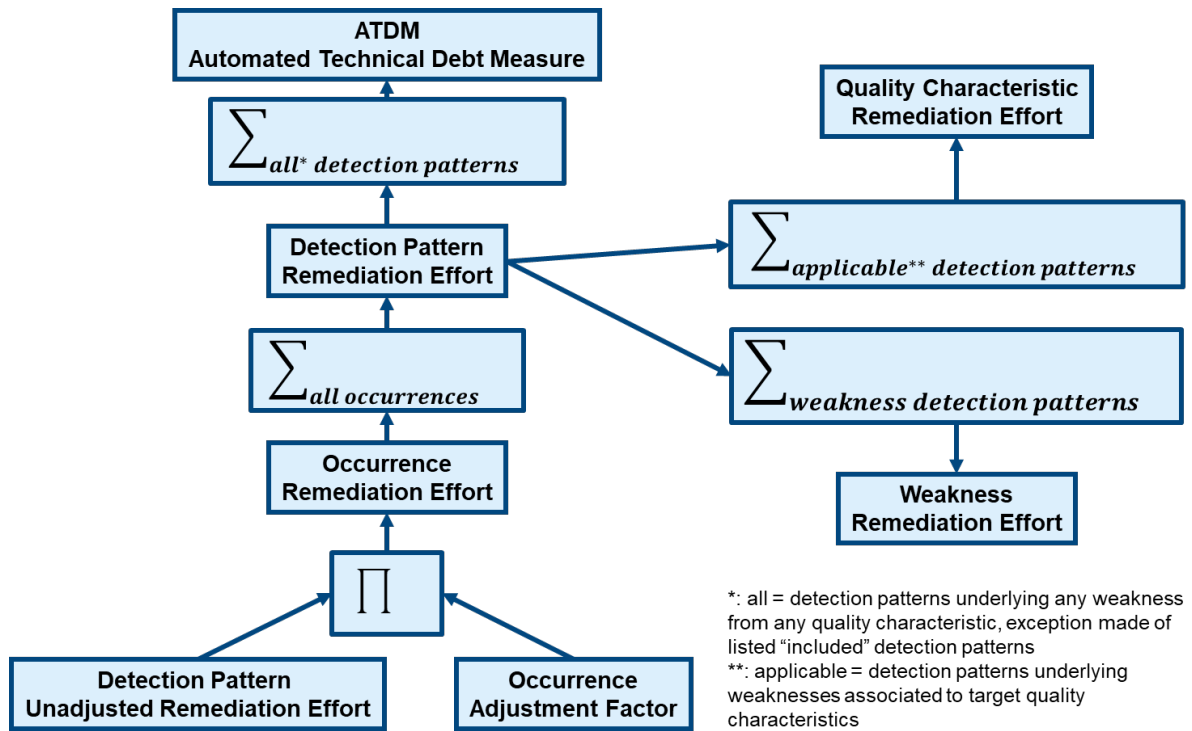 ATDM
Automated Technical Debt Measure
∑all* detection patterns
Quality Characteristic
Remediation Effort
Detection Pattern
Remediation Effort
∑applicable** detection patterns
∑all occurrences
∑weakness detection patterns
Occurrence
Remediation Effort
Weakness
Remediation Effort
∏
*: all = detection patterns underlying any weakness
from any quality characteristic, exception made of
listed “included” detection patterns
**: applicable = detection patterns underlying
weaknesses associated to target quality
characteristics
Detection Pattern
Unadjusted Remediation Effort
Occurrence
Adjustment Factor